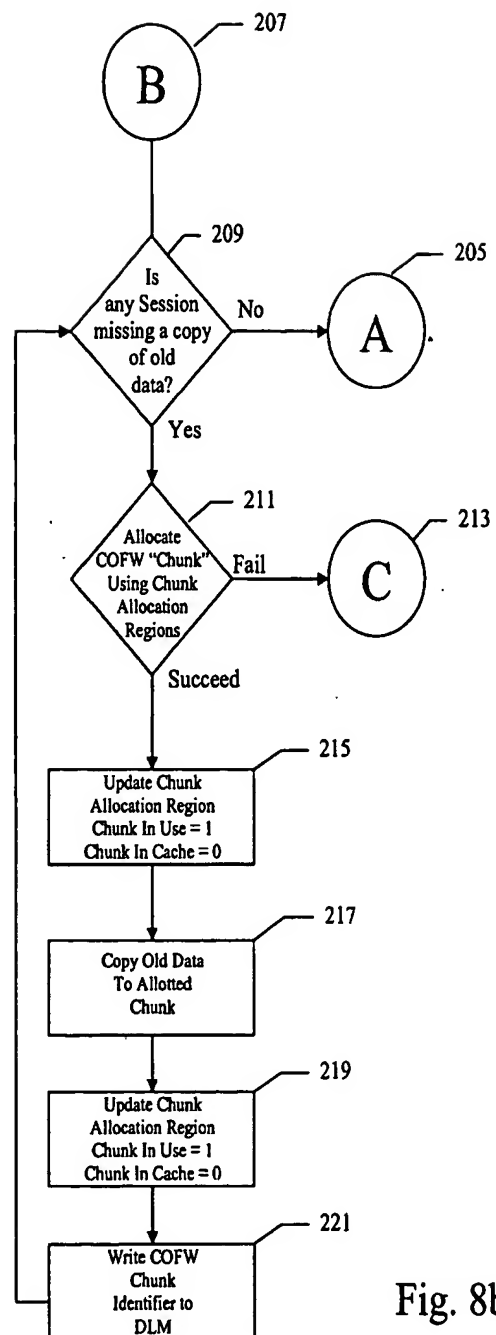 207
B
209
Is
any Session
missing a copy
of old
data?
No
205
A
Yes
211
Allocate
COFW "Chunk"
Using Chunk
Allocation
Regions
Fail
213
C
Succeed
215
Update Chunk
Allocation Region
Chunk In Use = 1
Chunk In Cache = 0
217
Copy Old Data
To Allotted
Chunk
219
Update Chunk
Allocation Region
Chunk In Use = 1
Chunk In Cache = 0
221
Write COFW
Chunk
Identifier to
DLM
Fig. 8b